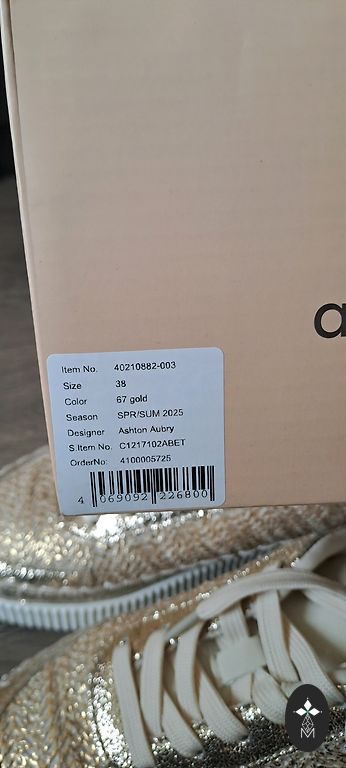 a
Item No. 40210882-003
Size 38
Color 67 gold
Season SPR/SUM 2025
Designer Ashton Aubry
S.Item No. C1217102ABET
OrderNo: 4100005725
4 069092 226800